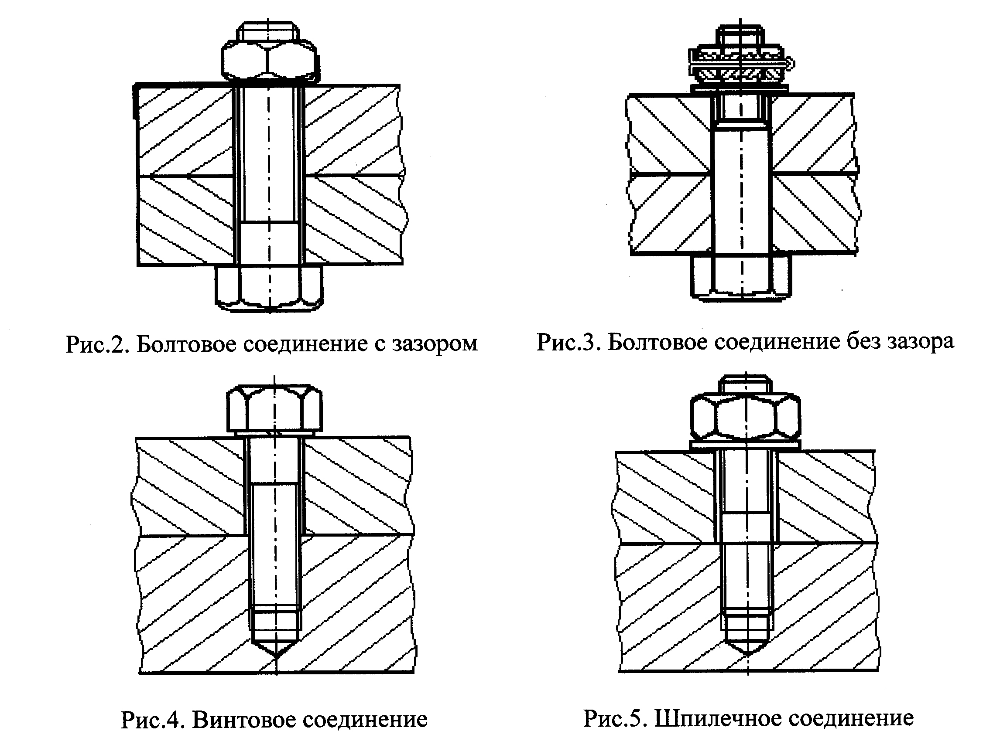 Рис.2. Болтовое соединение с зазором
Рис.3. Болтовое соединение без зазора
Рис.4. Винтовое соединение
Рис.5. Шпилечное соединение